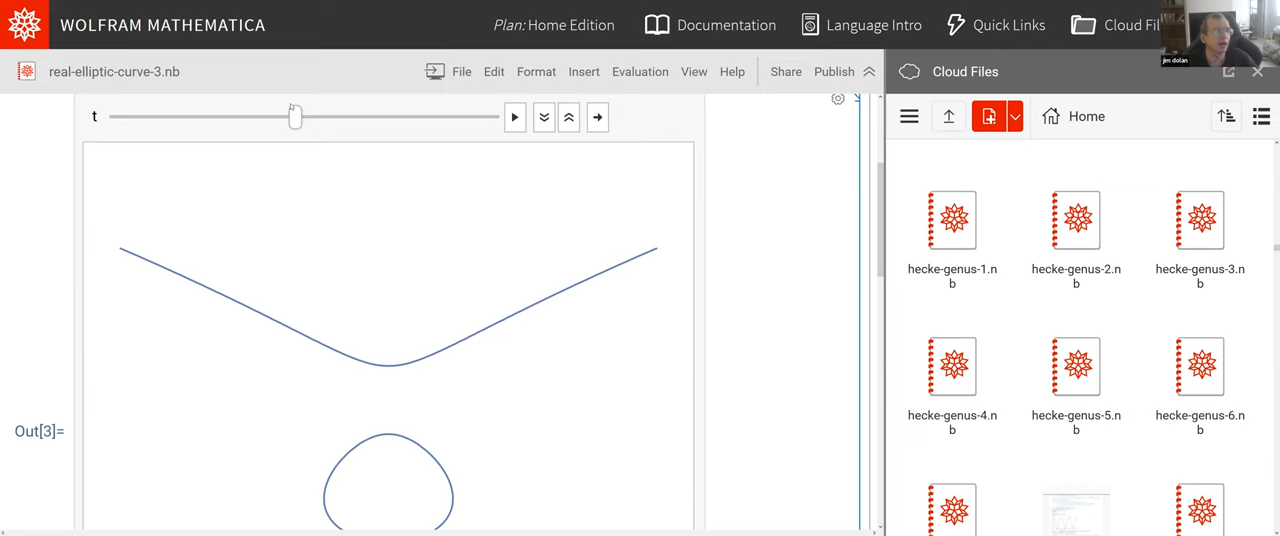 WOLFRAM MATHEMATICA
Plan: Home Edition
Documentation
Language Intro
Quick Links
Cloud Fil
jim dolan
real-elliptic-curve-3.nb
File Edit Format Insert Evaluation View Help
Share Publish
Cloud Files
t
Home
hecke-genus-1.n
b
hecke-genus-2.n
b
hecke-genus-3.n
b
hecke-genus-4.n
b
hecke-genus-5.n
b
hecke-genus-6.n
b
Out[3]=